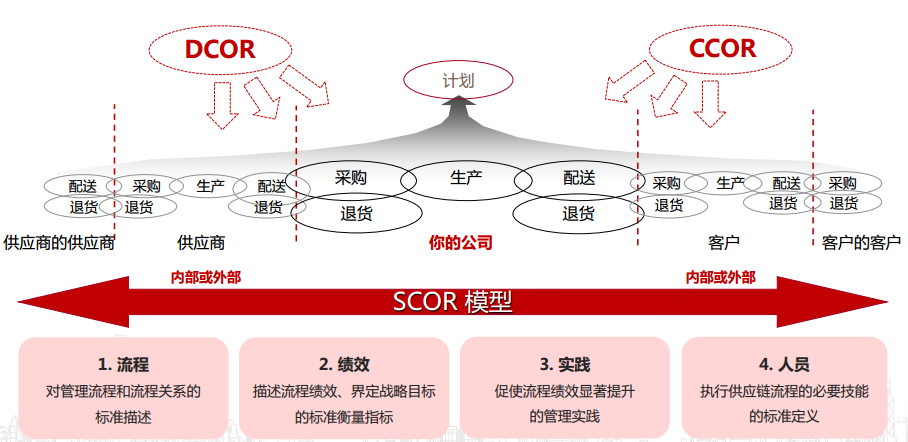 DCOR
CCOR
计划
配送
采购
生产
配送
采购
生产
配送
采购
生产
配送
采购
退货
退货
退货
退货
退货
退货
退货
退货
供应商的供应商
供应商
你的公司
客户
客户的客户
内部或外部
内部或外部
SCOR 模型
1. 流程
对管理流程和流程关系的
标准描述
2. 绩效
描述流程绩效、界定战略目标
的标准衡量指标
3. 实践
促使流程绩效显著提升
的管理实践
4. 人员
执行供应链流程的必要技能
的标准定义